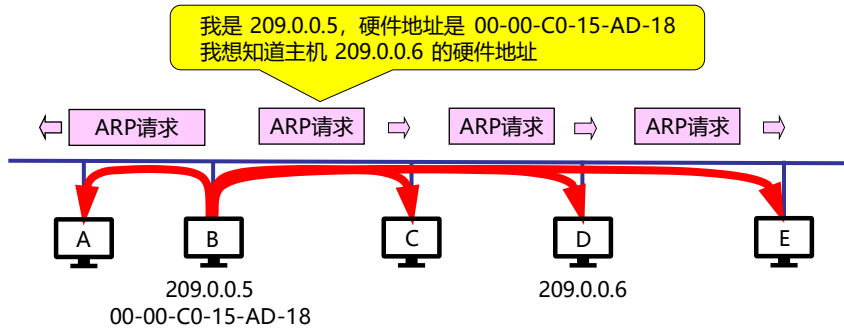 我是 209.0.0.5，硬件地址是 00-00-C0-15-AD-18
我想知道主机 209.0.0.6 的硬件地址
ARP请求 ARP请求 ARP请求 ARP请求
A B C D E
209.0.0.5 209.0.0.6
00-00-C0-15-AD-18